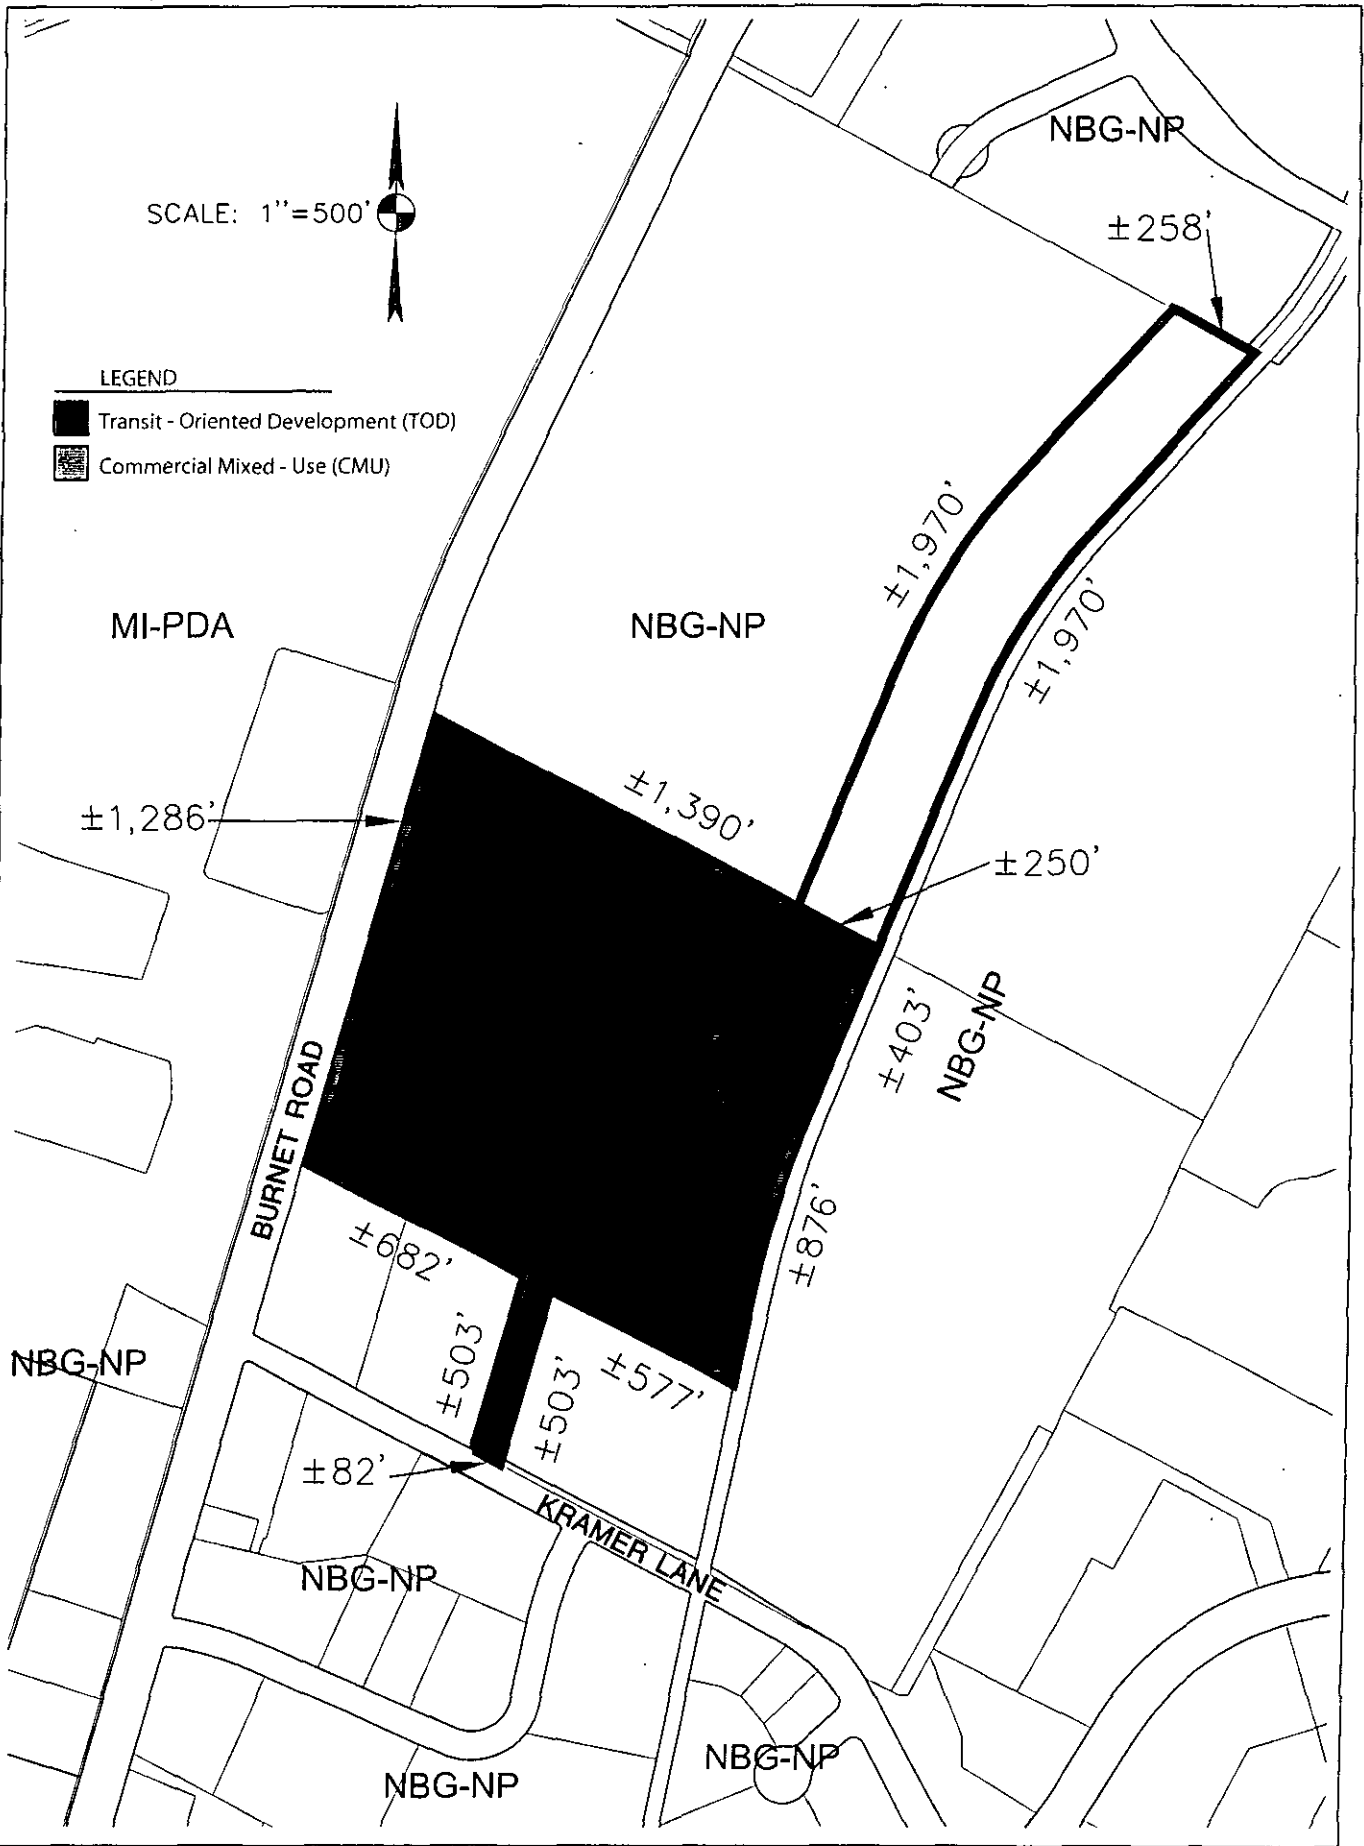 NBG-NP
SCALE: 1"=500'
±258'
LEGEND
Transit - Oriented Development (TOD)
Commercial Mixed - Use (CMU)
±1,970'
±1,970'
MI-PDA
NBG-NP
±1,286'
±1,390'
±250'
±403'
NBG-NP
BURNET ROAD
±876'
±682'
NBG-NP
±503'
±503'
±577'
±82'
KRAMER LANE
NBG-NP
NBG-NP
NBG-NP